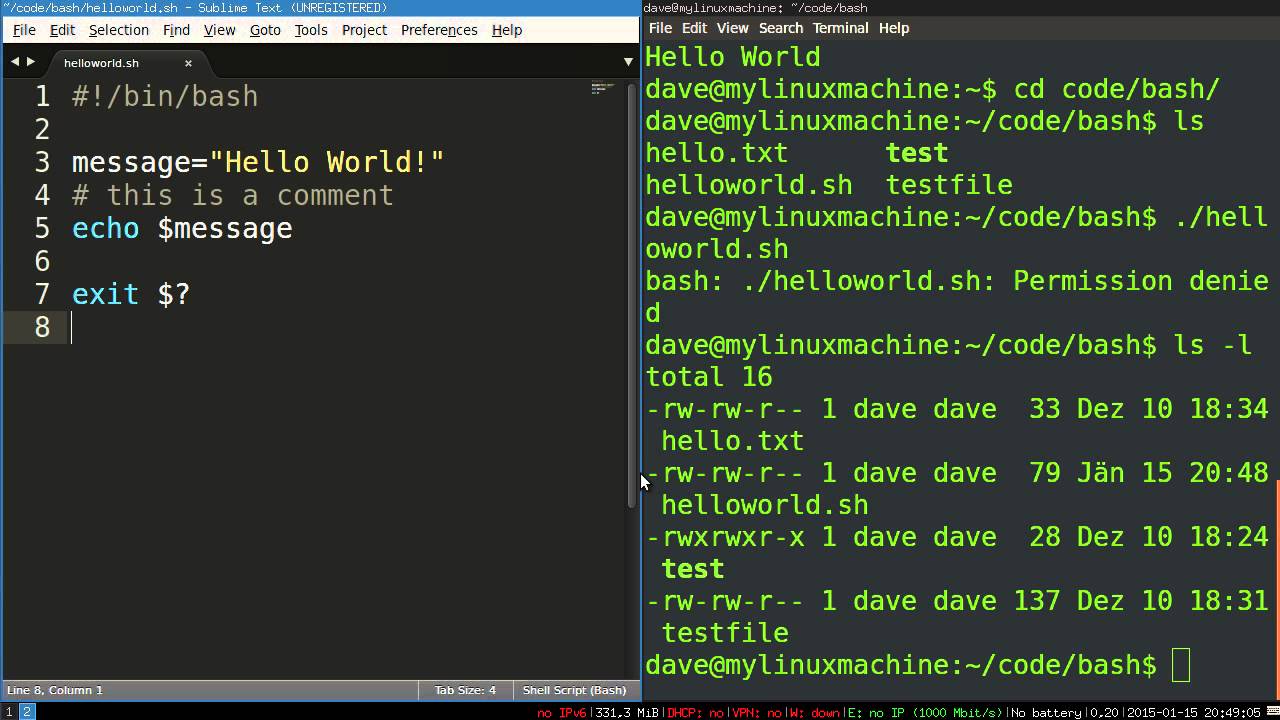 ~/code/bash/helloworld.sh - Sublime Text (UNREGISTERED)
File Edit Selection Find View Goto Tools Project Preferences Help
helloworld.sh ×
1 #!/bin/bash
2
3 message="Hello World!"
4 # this is a comment
5 echo $message
6
7 exit $?
8
Line 8, Column 1 Tab Size: 4 Shell Script (Bash)
dave@mylinuxmachine: ~/code/bash
File Edit View Search Terminal Help
Hello World
dave@mylinuxmachine:~$ cd code/bash/
dave@mylinuxmachine:~/code/bash$ ls
hello.txt test
helloworld.sh testfile
dave@mylinuxmachine:~/code/bash$ ./hell
oworld.sh
bash: ./helloworld.sh: Permission denie
d
dave@mylinuxmachine:~/code/bash$ ls -l
total 16
-rw-rw-r-- 1 dave dave 33 Dez 10 18:34
hello.txt
-rw-rw-r-- 1 dave dave 79 Jän 15 20:48
helloworld.sh
-rwxrwxr-x 1 dave dave 28 Dez 10 18:24
test
-rw-rw-r-- 1 dave dave 137 Dez 10 18:31
testfile
dave@mylinuxmachine:~/code/bash$
1 2 no IPv6|331,3 MiB|DHCP: no|VPN: no|W: down|E: no IP (1000 Mbit/s)|No battery|0,20|2015-01-15 20:49:05